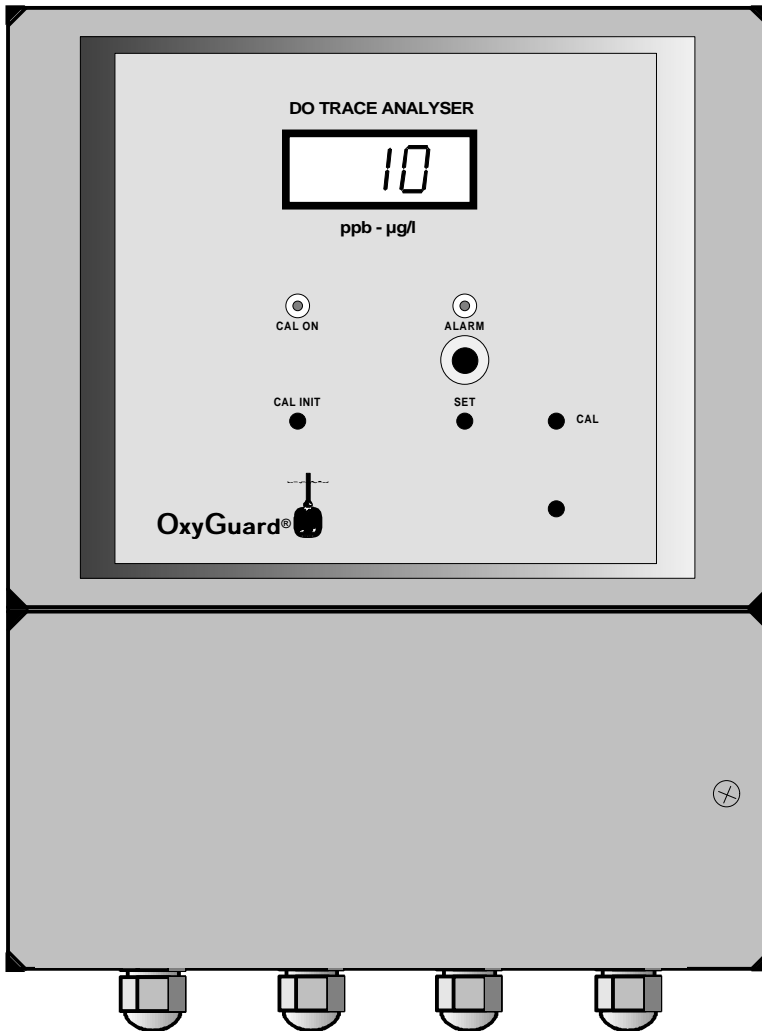 DO TRACE ANALYSER
10
ppb - µg/l
CAL ON
ALARM
CAL INIT
SET
CAL
OxyGuard®